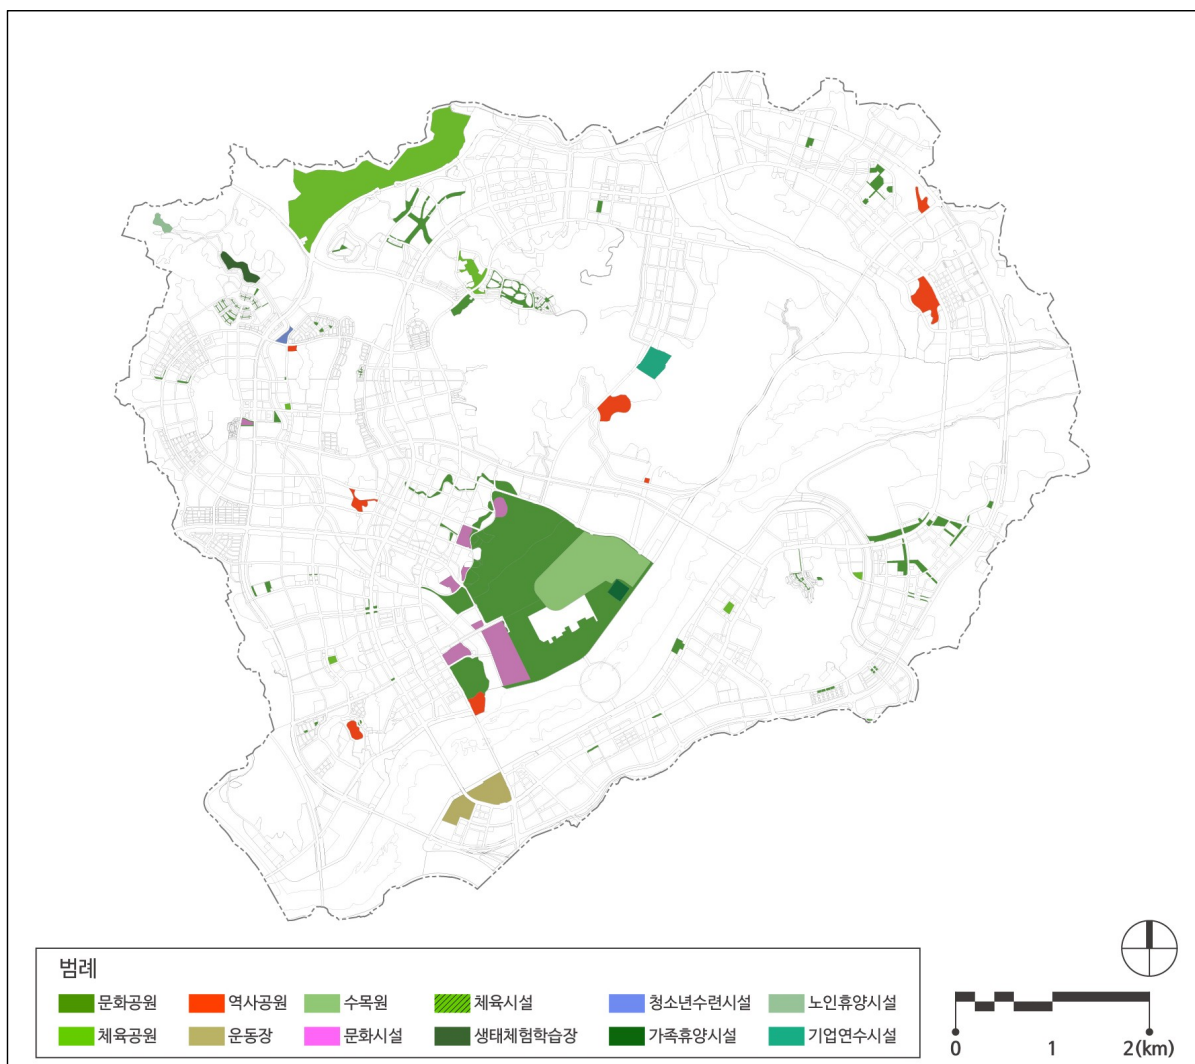 범례
문화공원 역사공원 수목원 체육시설 청소년수련시설 노인휴양시설
체육공원 운동장 문화시설 생태체험학습장 가족휴양시설 기업연수시설
0 1 2(km)